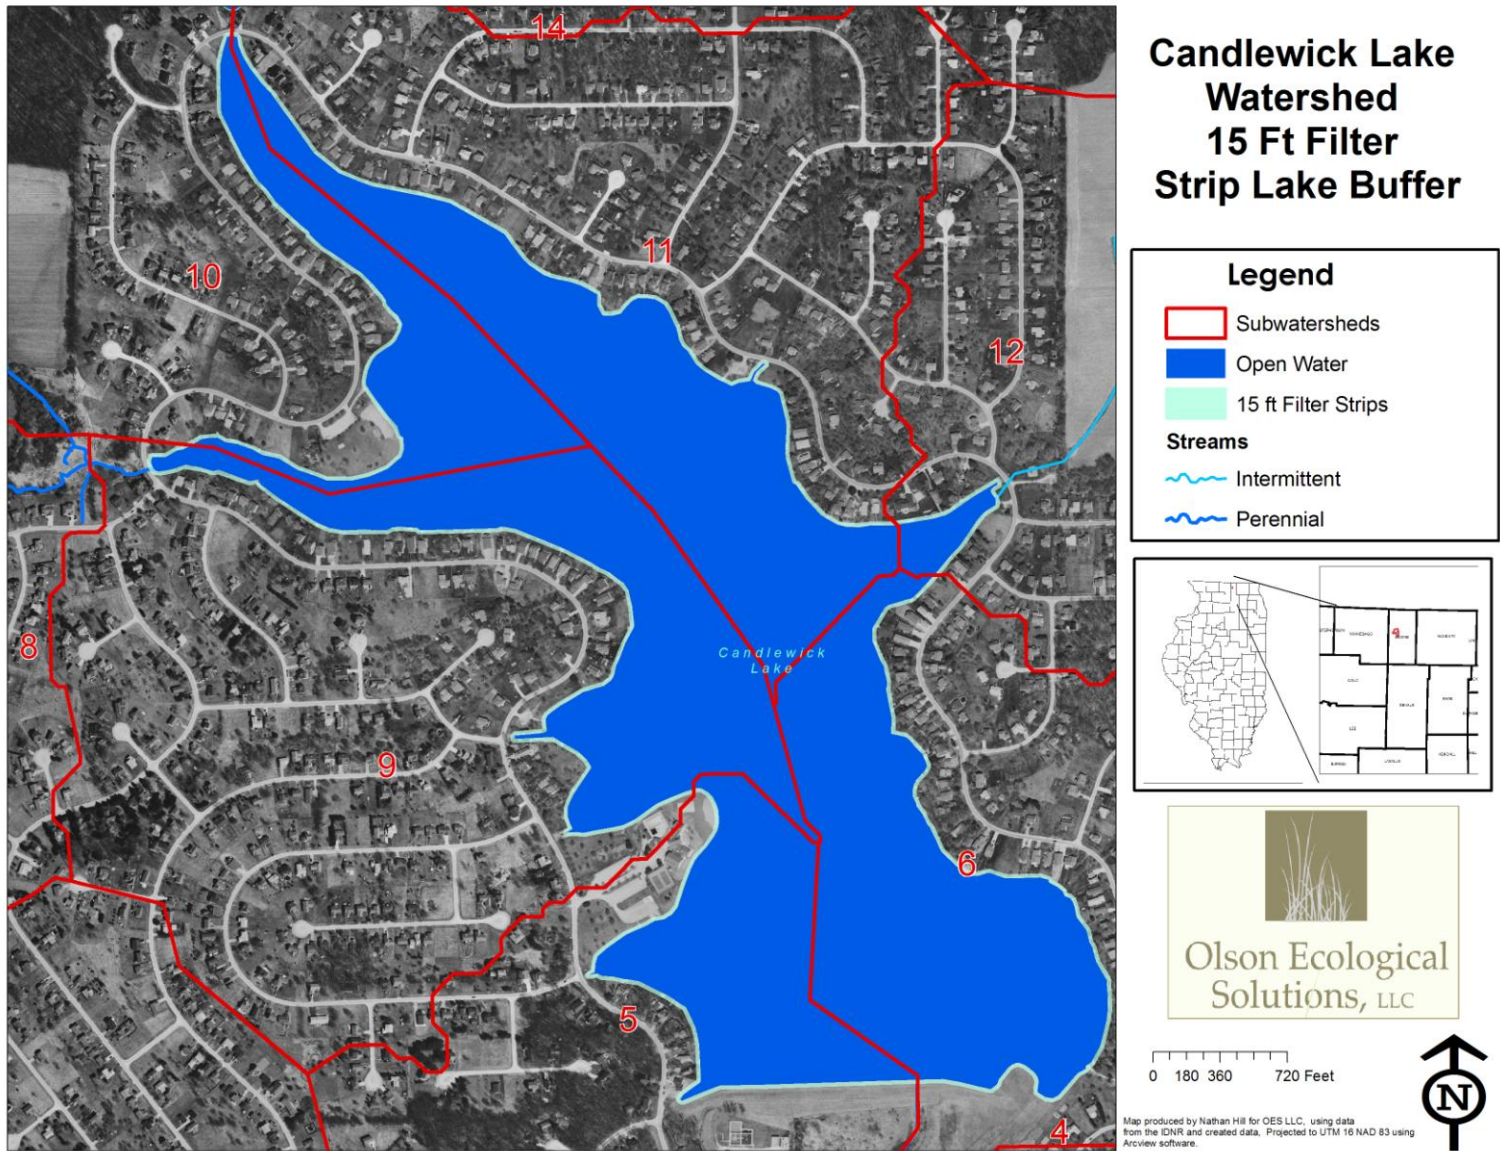 Candlewick Lake
Watershed
15 Ft Filter
Strip Lake Buffer
14
10
11
12
8
Candlewick
Lake
9
6
5
4
Legend
Subwatersheds
Open Water
15 ft Filter Strips
Streams
Intermittent
Perennial
Olson Ecological
Solutions, LLC
0 180 360 720 Feet
N
Map produced by Nathan Hill for OES LLC, using data
from the IDNR and created data, Projected to UTM 16 NAD 83 using
Arcview software.